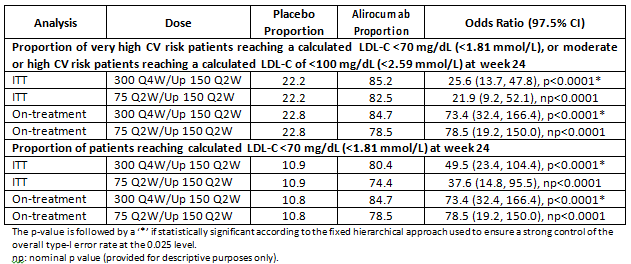 Analysis Dose Placebo Proportion Alirocumab Proportion Odds Ratio (97.5% CI)
Proportion of very high CV risk patients reaching a calculated LDL-C <70 mg/dL (<1.81 mmol/L), or moderate
or high CV risk patients reaching a calculated LDL-C of <100 mg/dL (<2.59 mmol/L) at week 24
ITT 300 Q4W/Up 150 Q2W 22.2 85.2 25.6 (13.7, 47.8), p<0.0001*
ITT 75 Q2W/Up 150 Q2W 22.2 82.5 21.9 (9.2, 52.1), np<0.0001
On-treatment 300 Q4W/Up 150 Q2W 22.8 84.7 73.4 (32.4, 166.4), p<0.0001*
On-treatment 75 Q2W/Up 150 Q2W 22.8 78.5 78.5 (19.2, 150.0), np<0.0001
Proportion of patients reaching calculated LDL-C <70 mg/dL (<1.81 mmol/L) at week 24
ITT 300 Q4W/Up 150 Q2W 10.9 80.4 49.5 (23.4, 104.4), p<0.0001*
ITT 75 Q2W/Up 150 Q2W 10.9 74.4 37.6 (14.8, 95.5), np<0.0001
On-treatment 300 Q4W/Up 150 Q2W 10.8 84.7 73.4 (32.4, 166.4), p<0.0001*
On-treatment 75 Q2W/Up 150 Q2W 10.8 78.5 78.5 (19.2, 150.0), np<0.0001
The p-value is followed by a '*' if statistically significant according to the fixed hierarchical approach used to ensure a strong control of the
overall type-I error rate at the 0.025 level.
np: nominal p value (provided for descriptive purposes only).